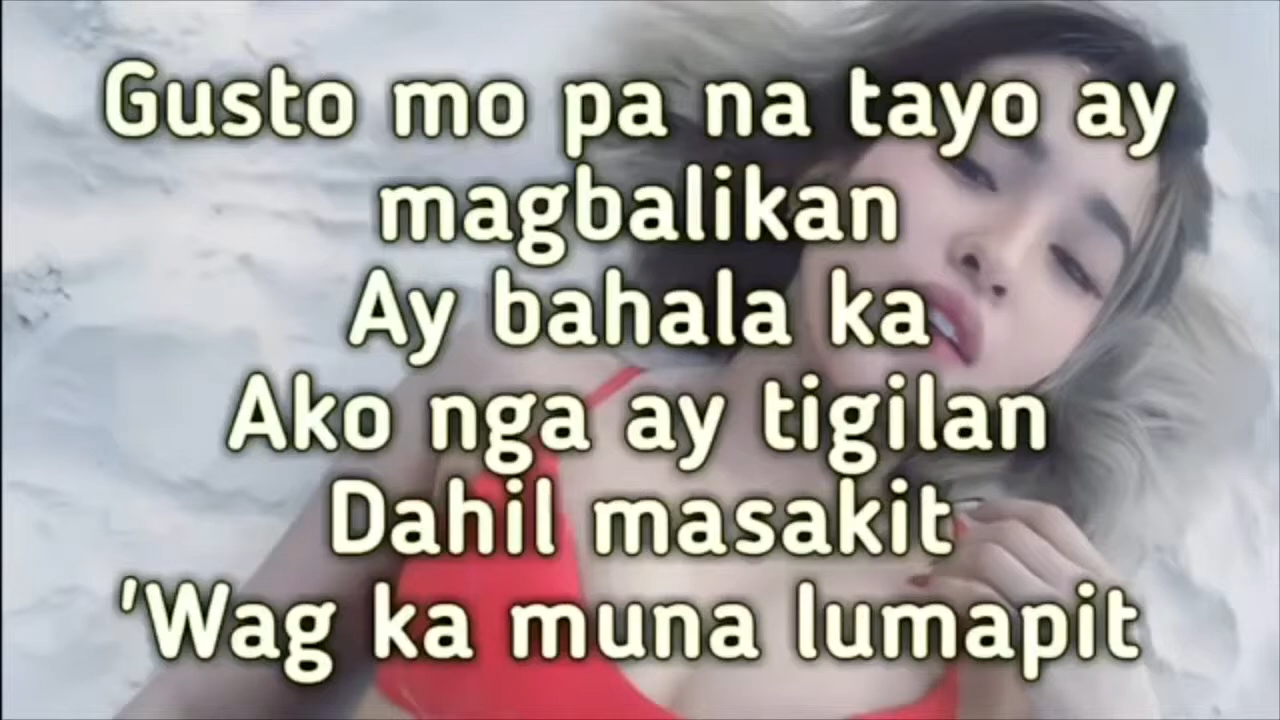 Gusto mo pa na tayo ay
magbalikan
Ay bahala ka
Ako nga ay tigilan
Dahil masakit
'Wag ka muna lumapit